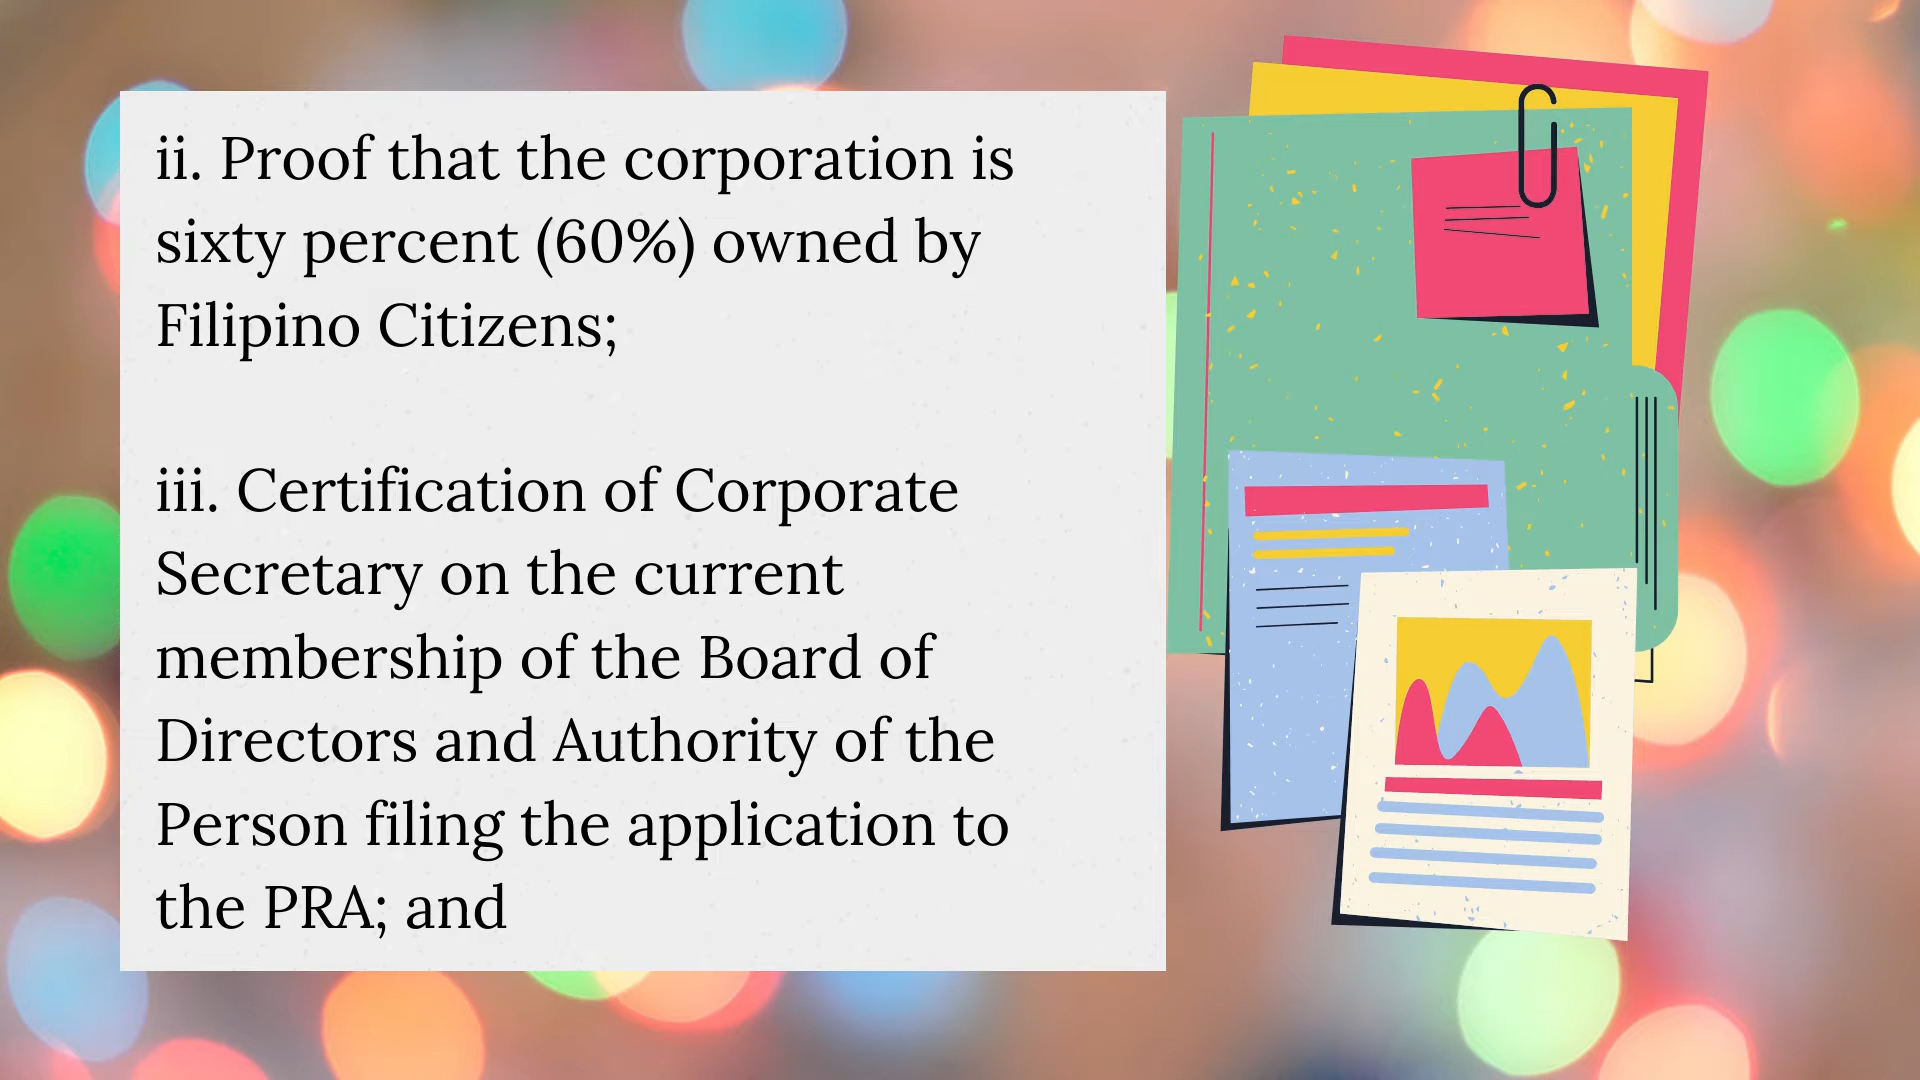 ii. Proof that the corporation is
sixty percent (60%) owned by
Filipino Citizens;
iii. Certification of Corporate
Secretary on the current
membership of the Board of
Directors and Authority of the
Person filing the application to
the PRA; and